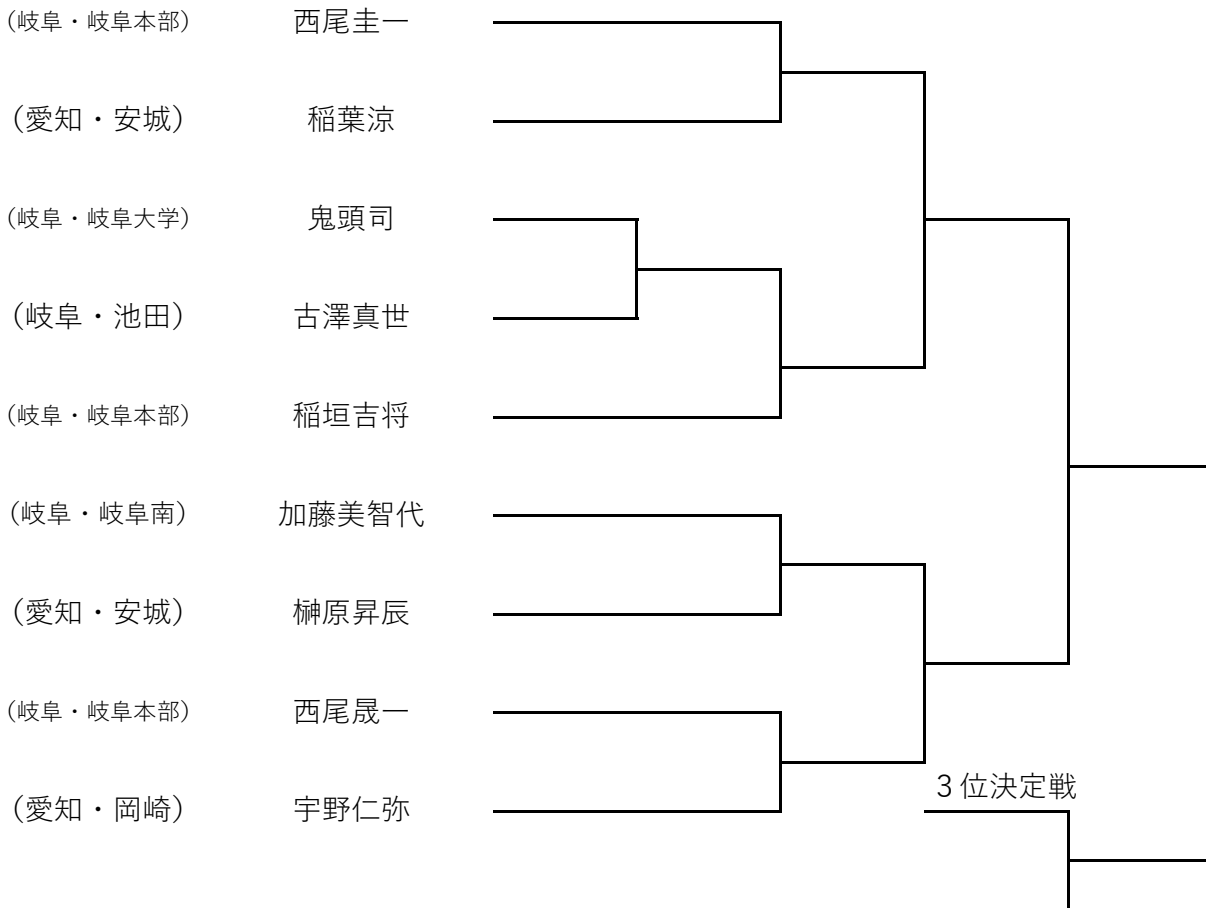 (岐阜・岐阜本部) 西尾圭一
(愛知・安城) 稲葉涼
(岐阜・岐阜大学) 鬼頭司
(岐阜・池田) 古澤真世
(岐阜・岐阜本部) 稲垣吉将
(岐阜・岐阜南) 加藤美智代
(愛知・安城) 榊原昇辰
(岐阜・岐阜本部) 西尾晟一
3位決定戦
(愛知・岡崎) 宇野仁弥